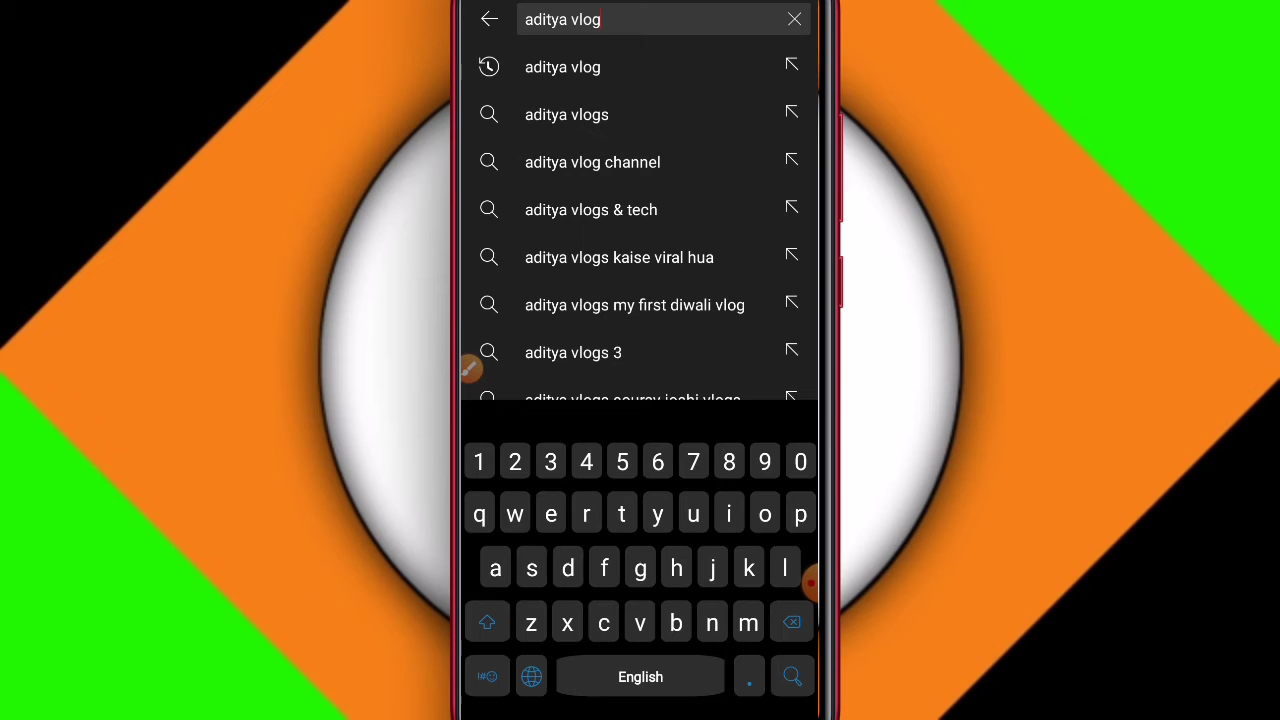 aditya vlog
aditya vlog
aditya vlogs
aditya vlog channel
aditya vlogs & tech
aditya vlogs kaise viral hua
aditya vlogs my first diwali vlog
aditya vlogs 3
aditya vlogs sourav joshi vlogs
1 2 3 4 5 6 7 8 9 0
q w e r t y u i o p
a s d f g h j k l
z x c v b n m
!#☺ English .